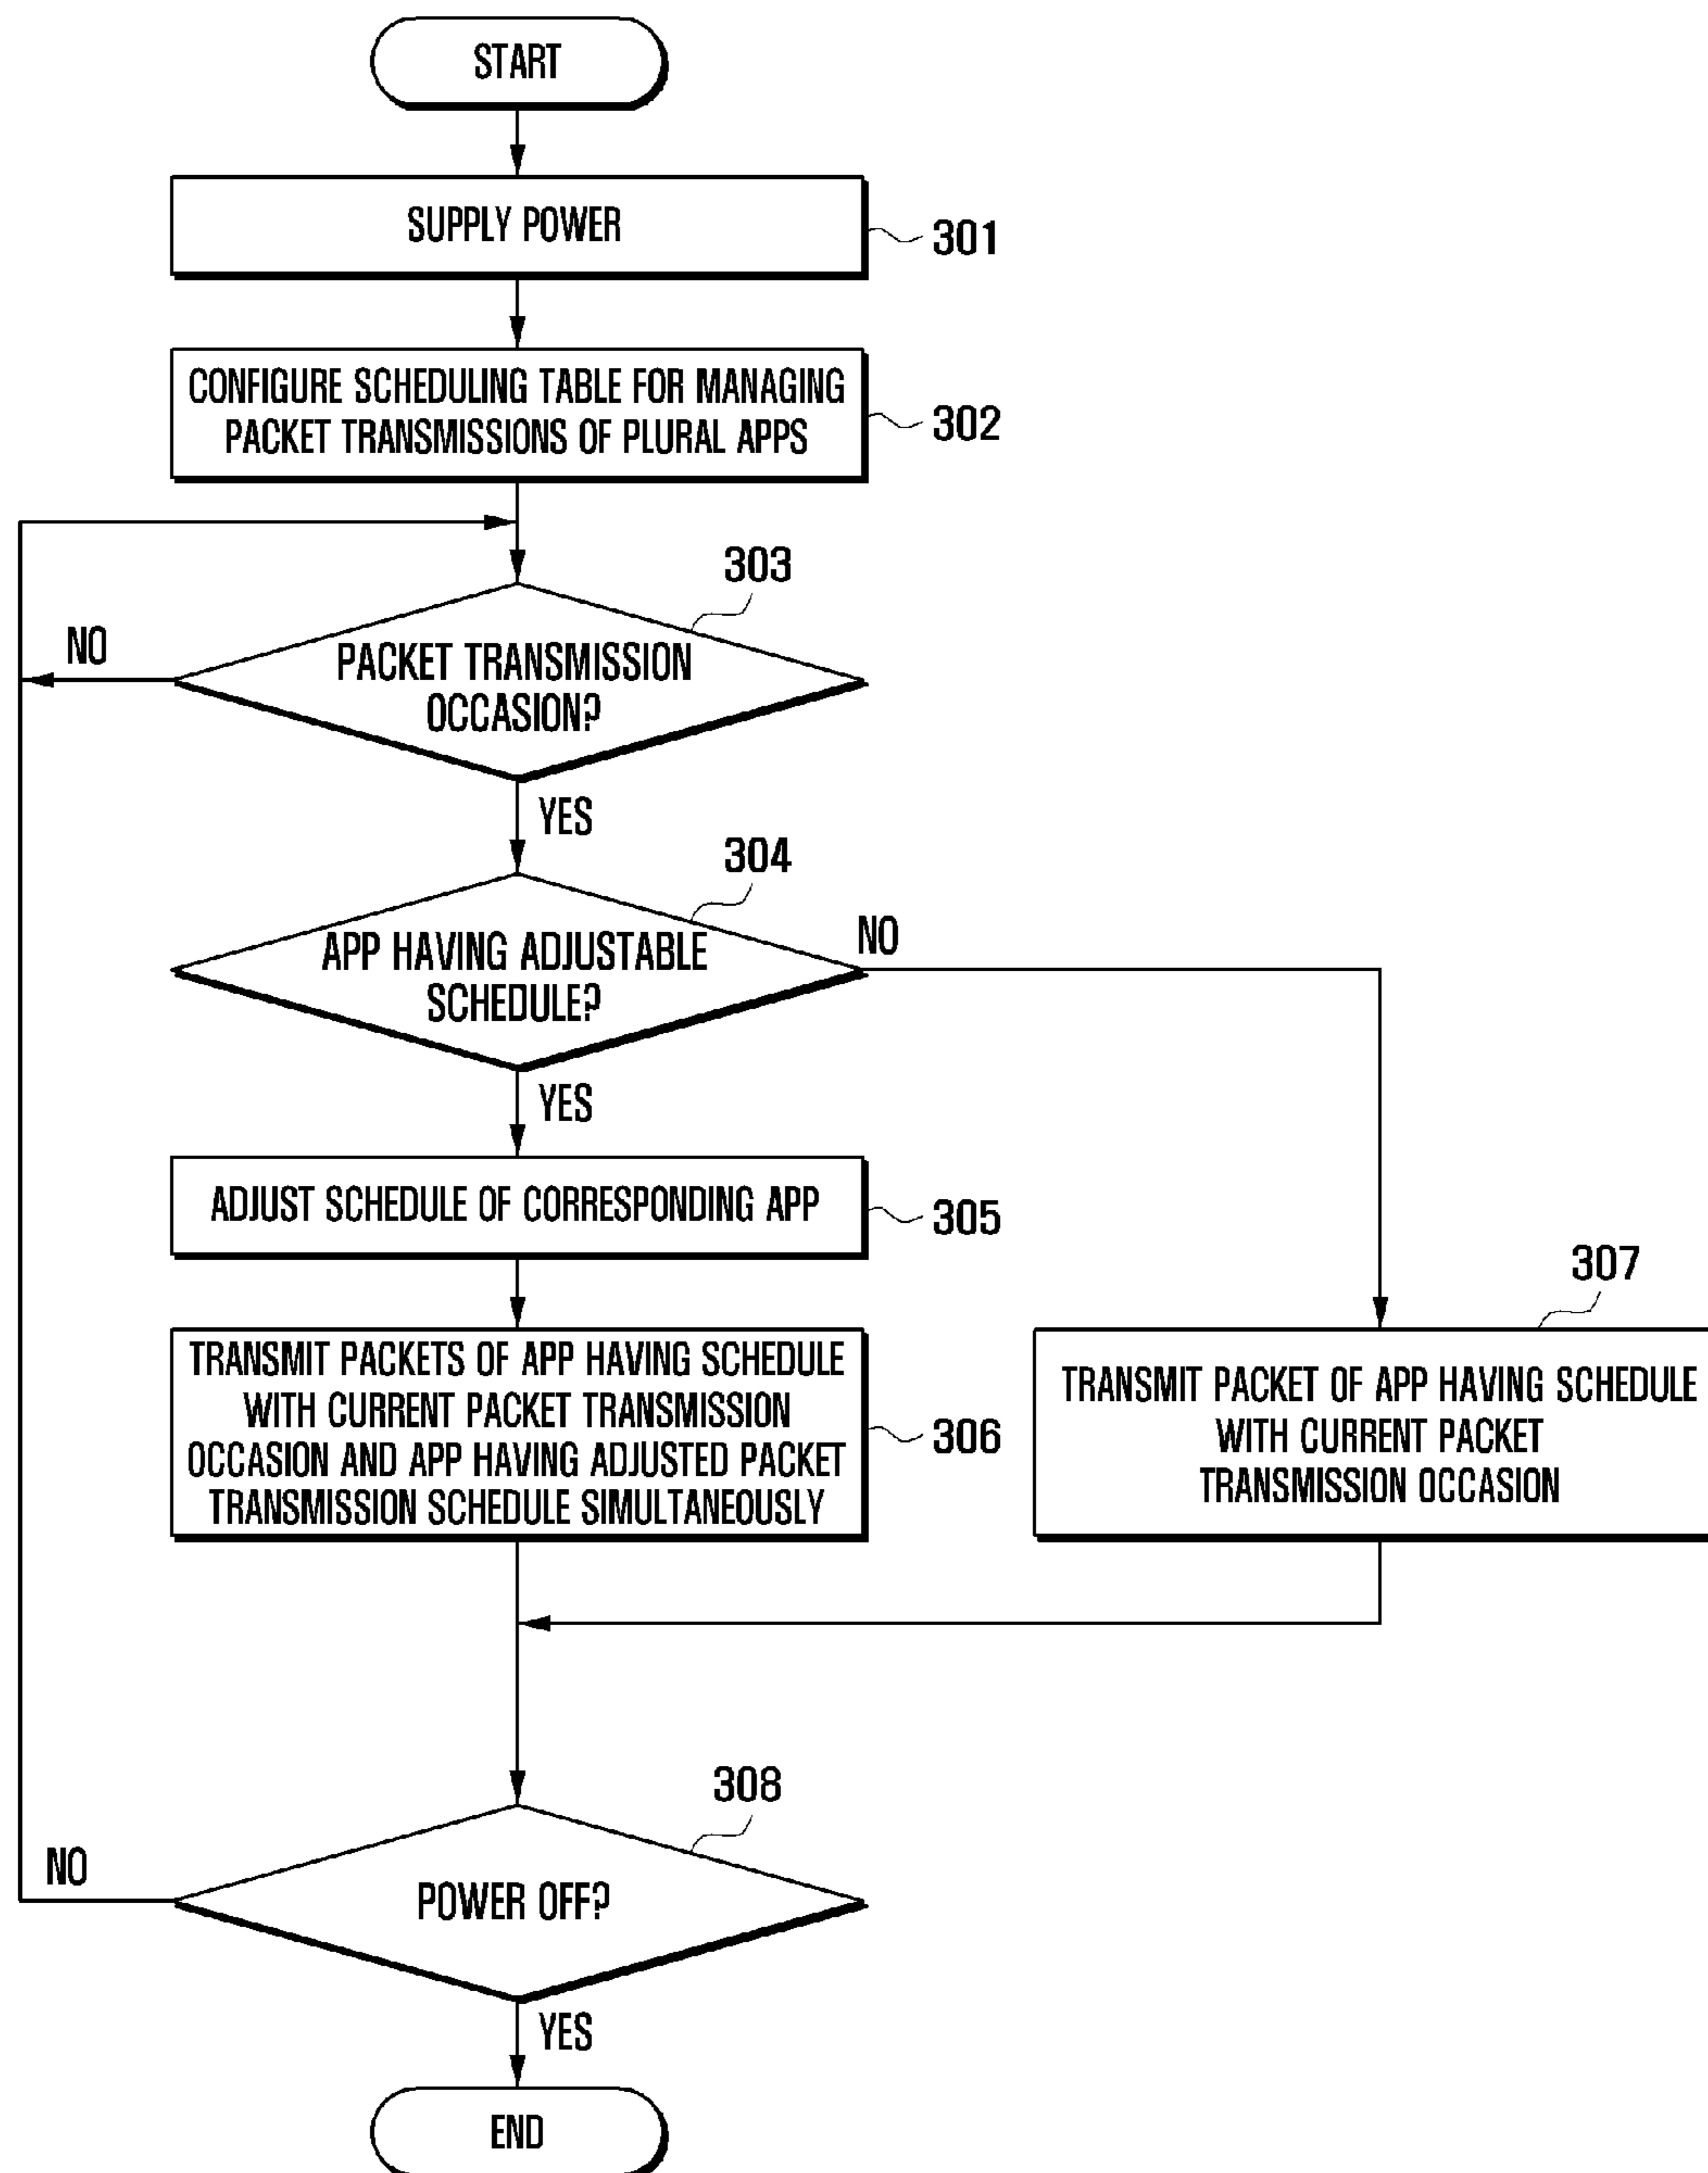 START
SUPPLY POWER
301
CONFIGURE SCHEDULING TABLE FOR MANAGING
PACKET TRANSMISSIONS OF PLURAL APPS
302
303
NO
PACKET TRANSMISSION
OCCASION?
YES
304
NO
APP HAVING ADJUSTABLE
SCHEDULE?
YES
ADJUST SCHEDULE OF CORRESPONDING APP
305
307
TRANSMIT PACKETS OF APP HAVING SCHEDULE
WITH CURRENT PACKET TRANSMISSION
OCCASION AND APP HAVING ADJUSTED PACKET
TRANSMISSION SCHEDULE SIMULTANEOUSLY
306
TRANSMIT PACKET OF APP HAVING SCHEDULE
WITH CURRENT PACKET
TRANSMISSION OCCASION
308
NO
POWER OFF?
YES
END